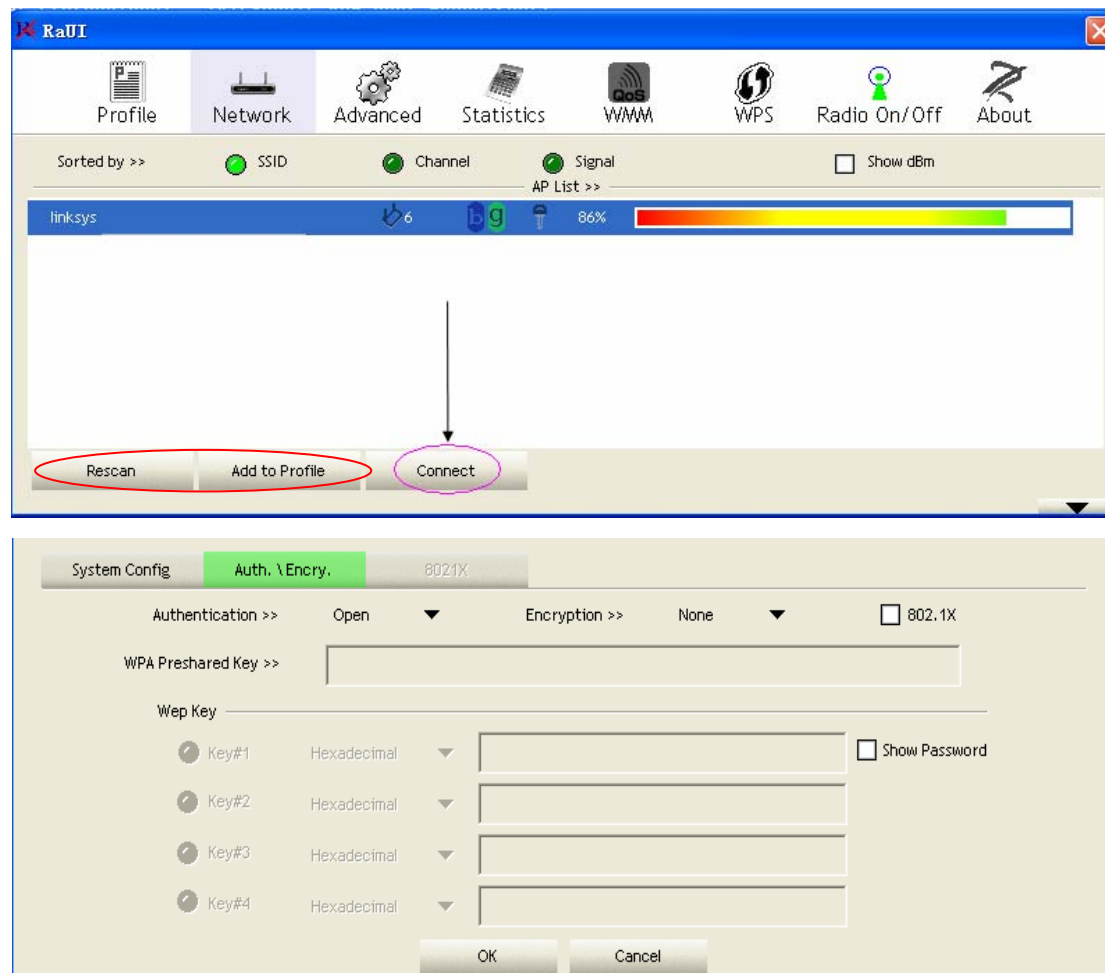 RaUI
Profile Network Advanced Statistics QoS WMM WPS Radio On/Off About
Sorted by >> SSID Channel Signal Show dBm
AP List >>
linksys 6 b g 86%
Rescan Add to Profile Connect
System Config Auth. \ Encry. 8021X
Authentication >> Open Encryption >> None 802.1X
WPA Preshared Key >>
Wep Key
Key#1 Hexadecimal Show Password
Key#2 Hexadecimal
Key#3 Hexadecimal
Key#4 Hexadecimal
OK Cancel